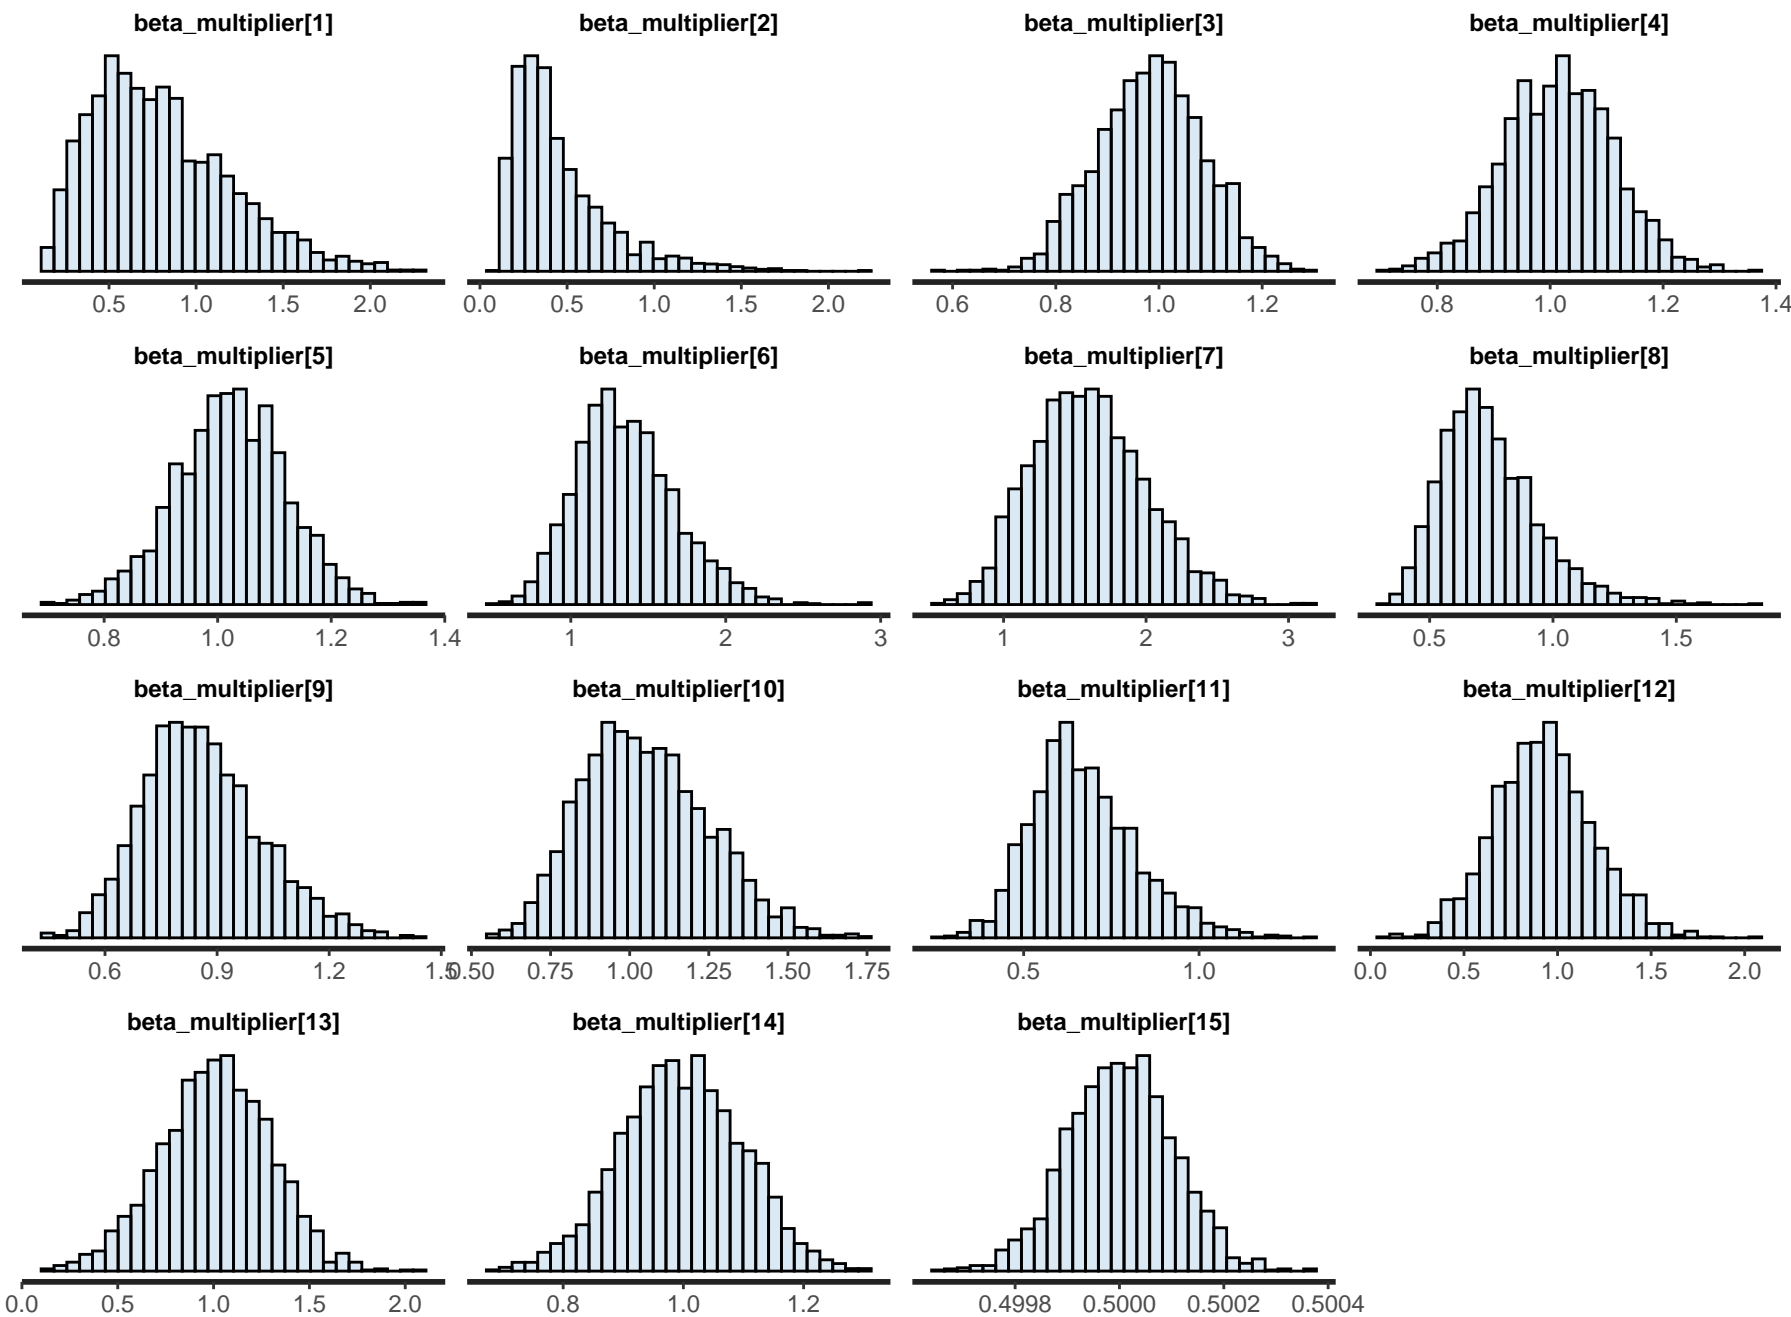 beta_multiplier[1] beta_multiplier[2] beta_multiplier[3] beta_multiplier[4]
0.5 1.0 1.5 2.0 0.0 0.5 1.0 1.5 2.0 0.6 0.8 1.0 1.2 0.8 1.0 1.2 1.4
beta_multiplier[5] beta_multiplier[6] beta_multiplier[7] beta_multiplier[8]
0.8 1.0 1.2 1.4 1 2 3 1 2 3 0.5 1.0 1.5
beta_multiplier[9] beta_multiplier[10] beta_multiplier[11] beta_multiplier[12]
0.6 0.9 1.2 1.5 0.50 0.75 1.00 1.25 1.50 1.75 0.5 1.0 0.0 0.5 1.0 1.5 2.0
beta_multiplier[13] beta_multiplier[14] beta_multiplier[15]
0.0 0.5 1.0 1.5 2.0 0.8 1.0 1.2 0.4998 0.5000 0.5002 0.5004